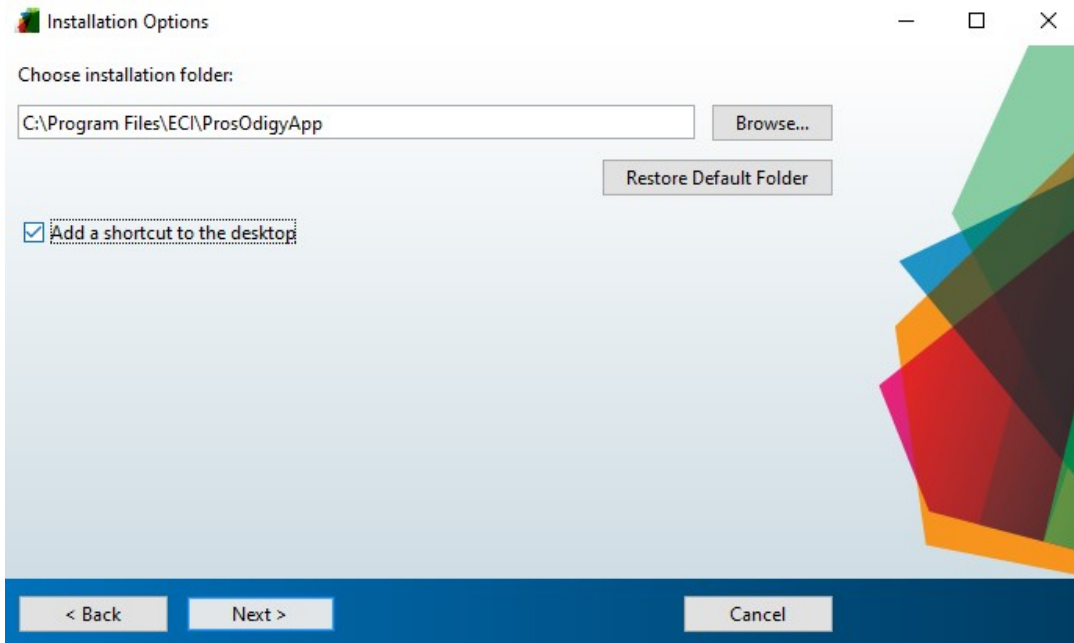 Installation Options
Choose installation folder:
C:\Program Files\ECI\ProsOdigyApp
Browse...
Restore Default Folder
Add a shortcut to the desktop
< Back Next > Cancel